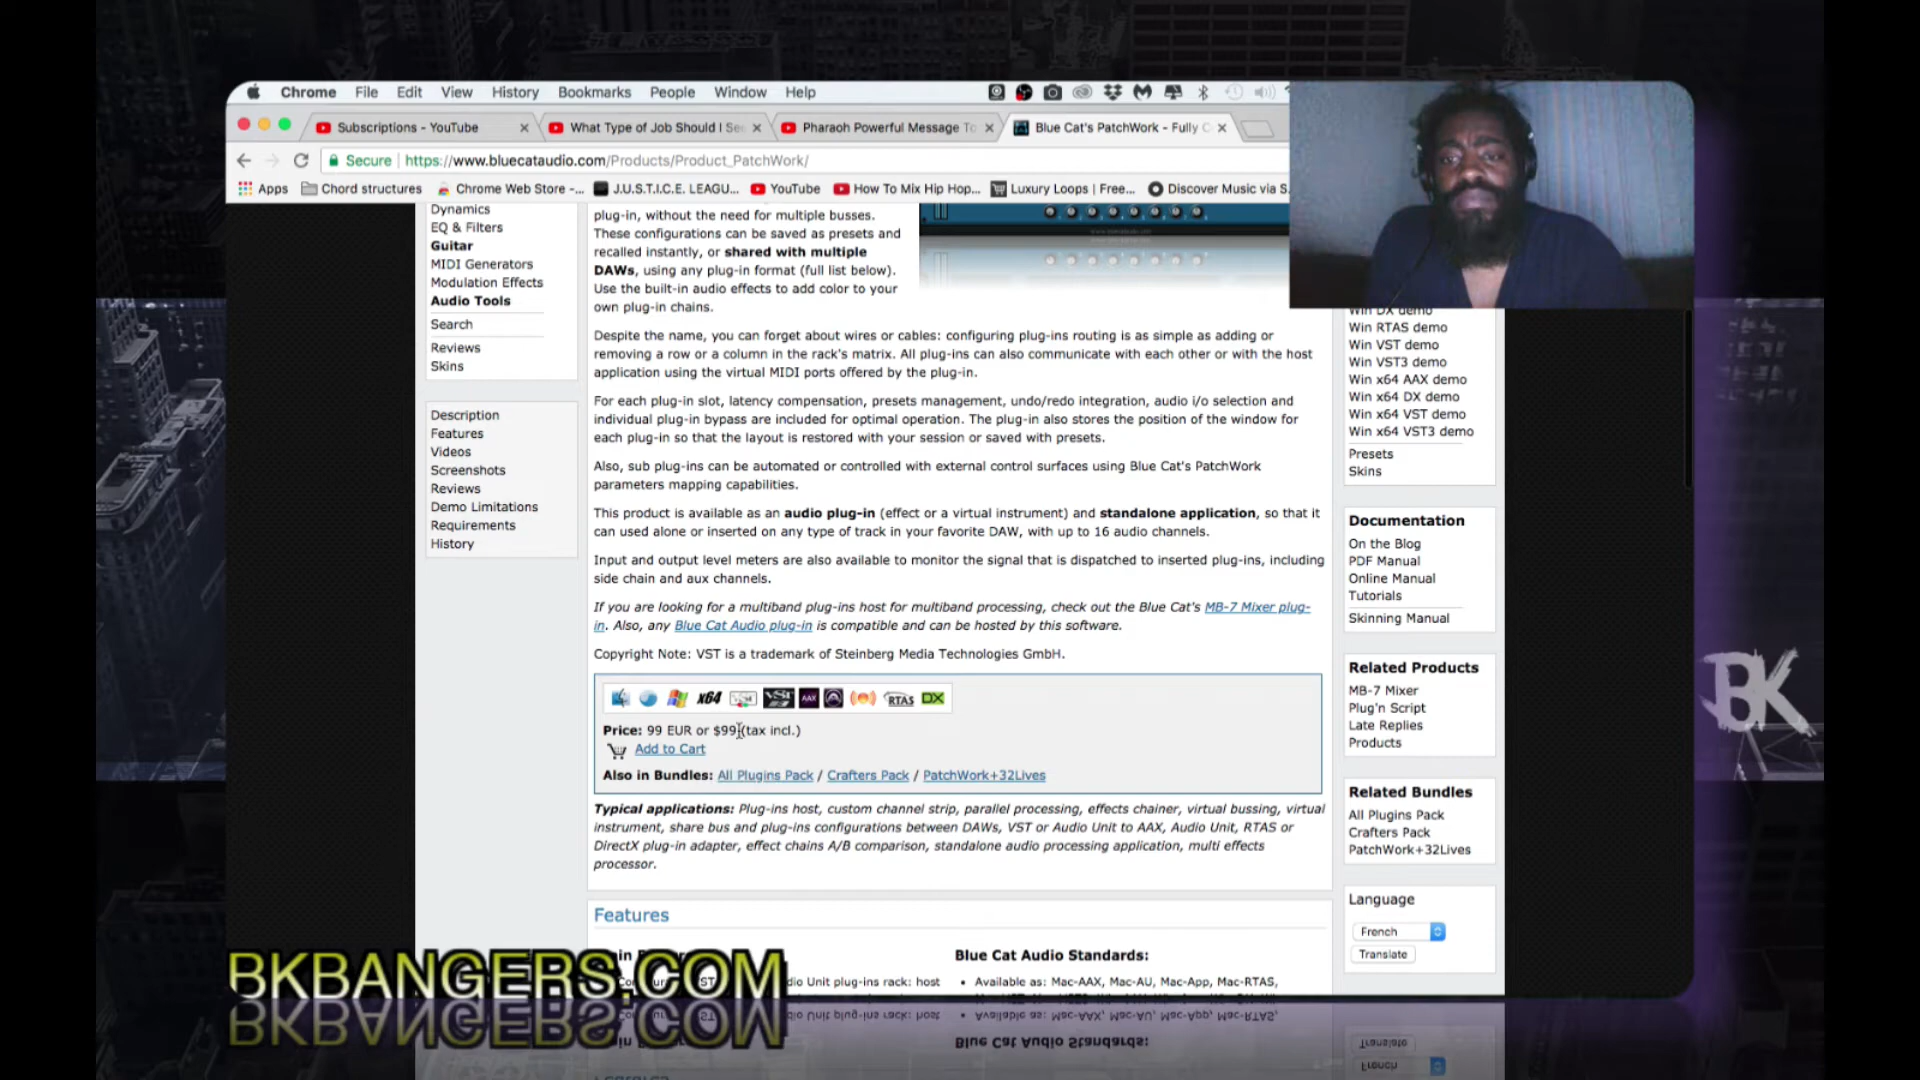 Chrome File Edit View History Bookmarks People Window Help
Subscriptions - YouTube
What Type of Job Should I Se
Pharaoh Powerful Message To
Blue Cat's PatchWork - Fully C
Secure | https://www.bluecataudio.com/Products/Product_PatchWork/
Apps Chord structures Chrome Web Store -... J.U.S.T.I.C.E. LEAGU... YouTube How To Mix Hip Hop... Luxury Loops | Free... Discover Music via S
Dynamics
EQ & Filters
Guitar
MIDI Generators
Modulation Effects
Audio Tools
Search
Reviews
Skins
Description
Features
Videos
Screenshots
Reviews
Demo Limitations
Requirements
History
plug-in, without the need for multiple busses.
These configurations can be saved as presets and
recalled instantly, or shared with multiple
DAWs, using any plug-in format (full list below).
Use the built-in audio effects to add color to your
own plug-in chains.
Despite the name, you can forget about wires or cables: configuring plug-ins routing is as simple as adding or
removing a row or a column in the rack's matrix. All plug-ins can also communicate with each other or with the host
application using the virtual MIDI ports offered by the plug-in.
For each plug-in slot, latency compensation, presets management, undo/redo integration, audio i/o selection and
individual plug-in bypass are included for optimal operation. The plug-in also stores the position of the window for
each plug-in so that the layout is restored with your session or saved with presets.
Also, sub plug-ins can be automated or controlled with external control surfaces using Blue Cat's PatchWork
parameters mapping capabilities.
This product is available as an audio plug-in (effect or a virtual instrument) and standalone application, so that it
can used alone or inserted on any type of track in your favorite DAW, with up to 16 audio channels.
Input and output level meters are also available to monitor the signal that is dispatched to inserted plug-ins, including
side chain and aux channels.
If you are looking for a multiband plug-ins host for multiband processing, check out the Blue Cat's MB-7 Mixer plug-
in. Also, any Blue Cat Audio plug-in is compatible and can be hosted by this software.
Copyright Note: VST is a trademark of Steinberg Media Technologies GmbH.
x64 VST AAX RTAS DX
Price: 99 EUR or $99 (tax incl.)
Add to Cart
Also in Bundles: All Plugins Pack / Crafters Pack / PatchWork+32Lives
Typical applications: Plug-ins host, custom channel strip, parallel processing, effects chainer, virtual bussing, virtual
instrument, share bus and plug-ins configurations between DAWs, VST or Audio Unit to AAX, Audio Unit, RTAS or
DirectX plug-in adapter, effect chains A/B comparison, standalone audio processing application, multi effects
processor.
Features
Blue Cat Audio Standards:
dio Unit plug-ins rack: host
• Available as: Mac-AAX, Mac-AU, Mac-App, Mac-RTAS,
Win DX demo
Win RTAS demo
Win VST demo
Win VST3 demo
Win x64 AAX demo
Win x64 DX demo
Win x64 VST demo
Win x64 VST3 demo
Presets
Skins
Documentation
On the Blog
PDF Manual
Online Manual
Tutorials
Skinning Manual
Related Products
MB-7 Mixer
Plug'n Script
Late Replies
Products
Related Bundles
All Plugins Pack
Crafters Pack
PatchWork+32Lives
Language
French
Translate
BKBANGERS.COM
BK